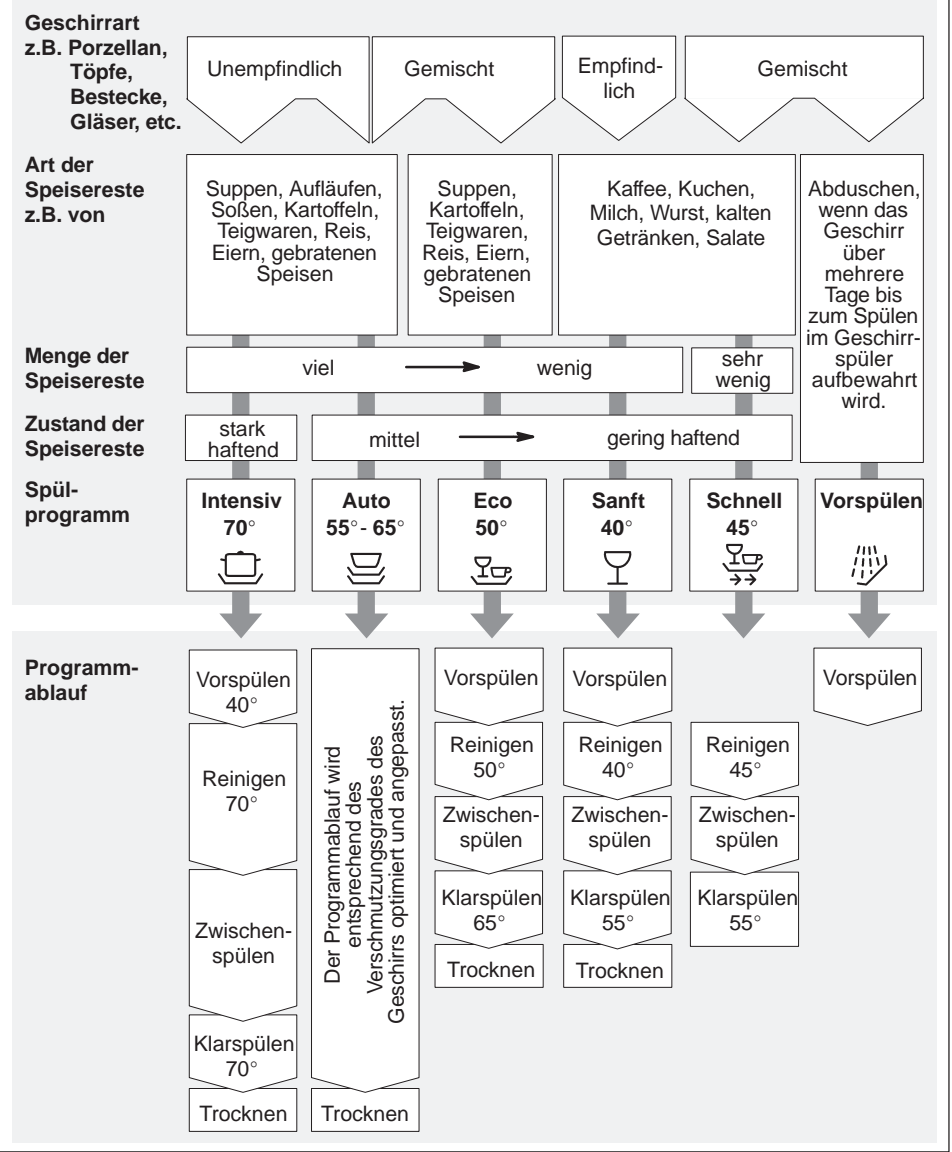 Geschirrart
z.B. Porzellan,
Töpfe,
Bestecke,
Gläser, etc.
Unempfindlich
Gemischt
Empfind-
lich
Gemischt
Art der
Speisereste
z.B. von
Suppen, Aufläufen,
Soßen, Kartoffeln,
Teigwaren, Reis,
Eiern, gebratenen
Speisen
Suppen,
Kartoffeln,
Teigwaren,
Reis, Eiern,
gebratenen
Speisen
Kaffee, Kuchen,
Milch, Wurst, kalten
Getränken, Salate
Abduschen,
wenn das
Geschirr
über
mehrere
Tage bis
zum Spülen
im Geschirr-
spüler
aufbewahrt
wird.
Menge der
Speisereste
viel
wenig
sehr
wenig
Zustand der
Speisereste
stark
haftend
mittel
gering haftend
Spül-
programm
Intensiv
70°
Auto
55°- 65°
Eco
50°
Sanft
40°
Schnell
45°
Vorspülen
Programm-
ablauf
Vorspülen
40°
Reinigen
70°
Zwischen-
spülen
Klarspülen
70°
Trocknen
Der Programmablauf wird
entsprechend des
Verschmutzungsgrades des
Geschirrs optimiert und angepasst.
Trocknen
Vorspülen
Reinigen
50°
Zwischen-
spülen
Klarspülen
65°
Trocknen
Vorspülen
Reinigen
40°
Zwischen-
spülen
Klarspülen
55°
Trocknen
Reinigen
45°
Zwischen-
spülen
Klarspülen
55°
Vorspülen